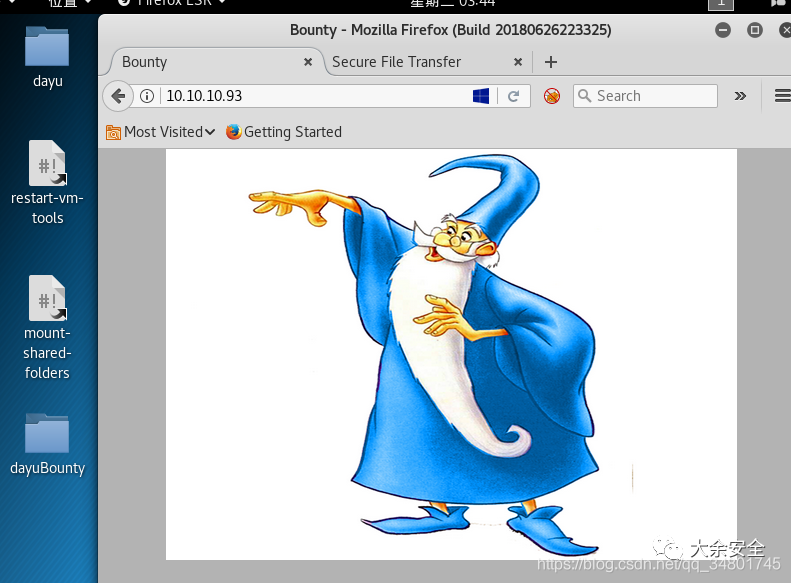 位置
Firefox ESR
星期二 03:44
1
Bounty - Mozilla Firefox (Build 20180626223325)
Bounty
Secure File Transfer
10.10.10.93
Search
Most Visited
Getting Started
dayu
#!
restart-vm-
tools
#!
mount-
shared-
folders
dayuBounty
大余安全
https://blog.csdn.net/qq_34801745